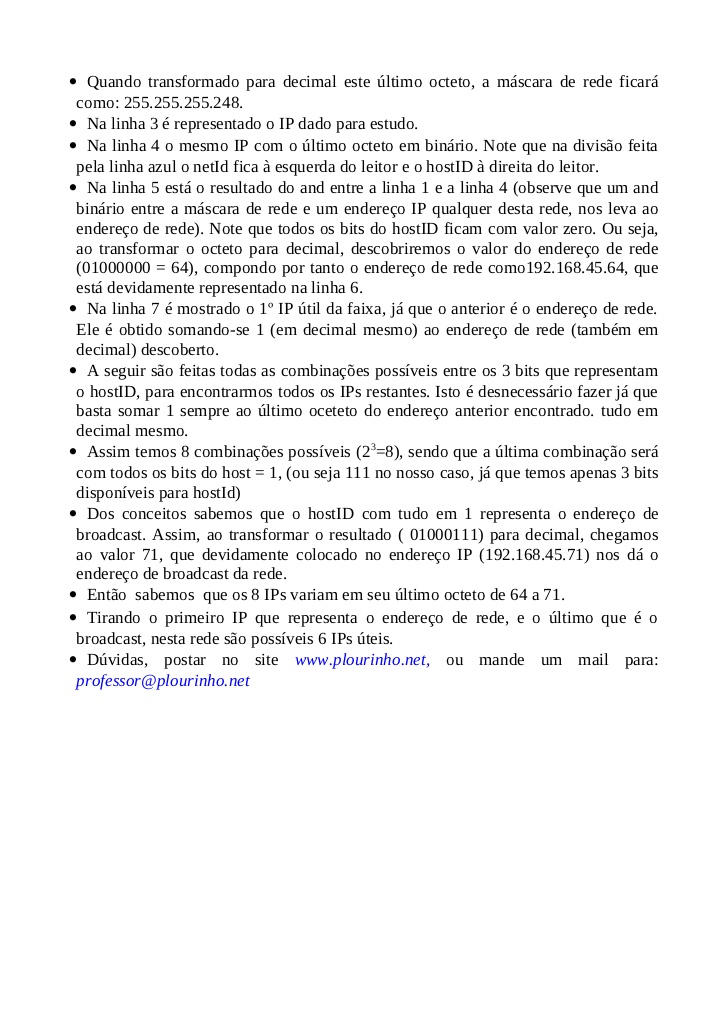 • Quando transformado para decimal este último octeto, a máscara de rede ficará
como: 255.255.255.248.
• Na linha 3 é representado o IP dado para estudo.
• Na linha 4 o mesmo IP com o último octeto em binário. Note que na divisão feita
pela linha azul o netId fica à esquerda do leitor e o hostID à direita do leitor.
• Na linha 5 está o resultado do and entre a linha 1 e a linha 4 (observe que um and
binário entre a máscara de rede e um endereço IP qualquer desta rede, nos leva ao
endereço de rede). Note que todos os bits do hostID ficam com valor zero. Ou seja,
ao transformar o octeto para decimal, descobriremos o valor do endereço de rede
(01000000 = 64), compondo por tanto o endereço de rede como192.168.45.64, que
está devidamente representado na linha 6.
• Na linha 7 é mostrado o 1º IP útil da faixa, já que o anterior é o endereço de rede.
Ele é obtido somando-se 1 (em decimal mesmo) ao endereço de rede (também em
decimal) descoberto.
• A seguir são feitas todas as combinações possíveis entre os 3 bits que representam
o hostID, para encontrarmos todos os IPs restantes. Isto é desnecessário fazer já que
basta somar 1 sempre ao último oceteto do endereço anterior encontrado. tudo em
decimal mesmo.
• Assim temos 8 combinações possíveis (2³=8), sendo que a última combinação será
com todos os bits do host = 1, (ou seja 111 no nosso caso, já que temos apenas 3 bits
disponíveis para hostId)
• Dos conceitos sabemos que o hostID com tudo em 1 representa o endereço de
broadcast. Assim, ao transformar o resultado ( 01000111) para decimal, chegamos
ao valor 71, que devidamente colocado no endereço IP (192.168.45.71) nos dá o
endereço de broadcast da rede.
• Então sabemos que os 8 IPs variam em seu último octeto de 64 a 71.
• Tirando o primeiro IP que representa o endereço de rede, e o último que é o
broadcast, nesta rede são possíveis 6 IPs úteis.
• Dúvidas, postar no site www.plourinho.net, ou mande um mail para:
professor@plourinho.net